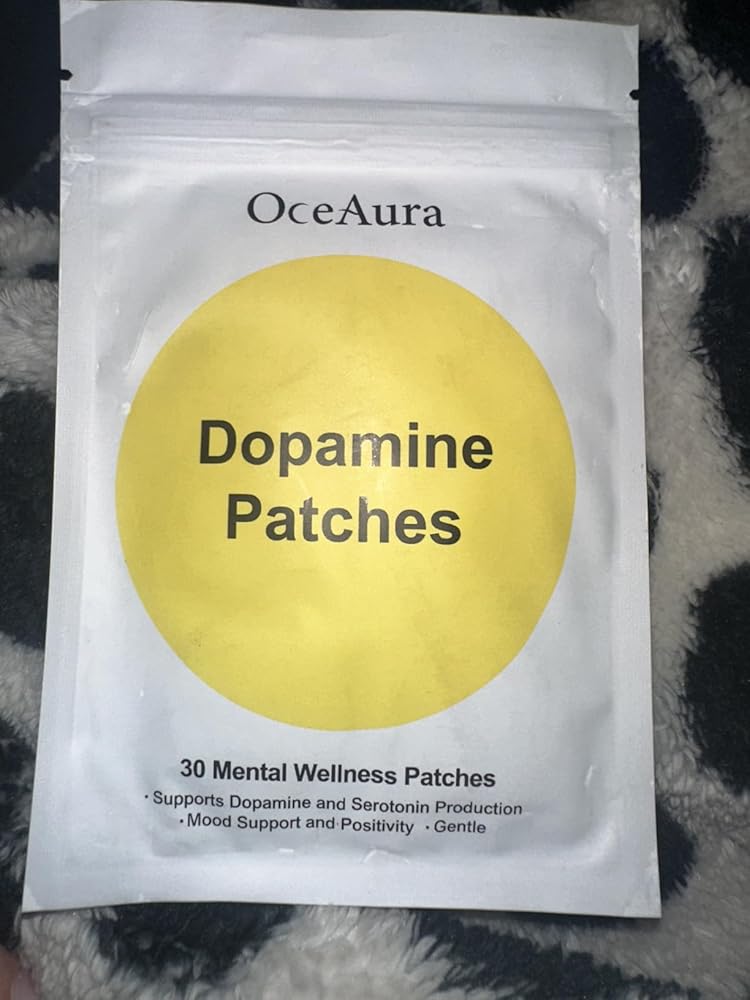 OceAura
Dopamine
Patches
30 Mental Wellness Patches
· Supports Dopamine and Serotonin Production
· Mood Support and Positivity · Gentle